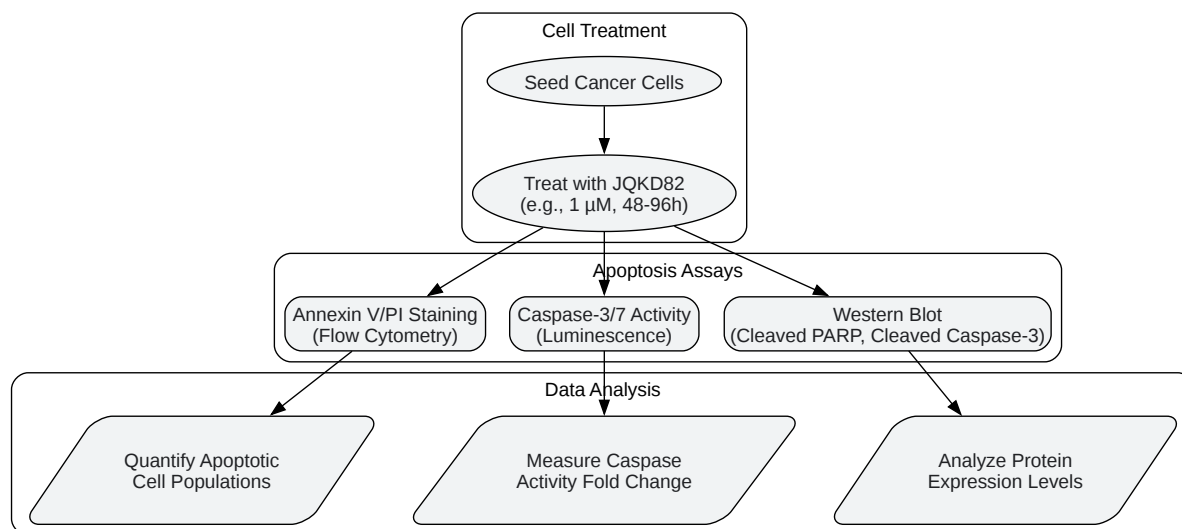 Cell Treatment
Seed Cancer Cells
Treat with JQKD82
(e.g., 1 µM, 48-96h)
Apoptosis Assays
Annexin V/PI Staining
(Flow Cytometry)
Caspase-3/7 Activity
(Luminescence)
Western Blot
(Cleaved PARP, Cleaved Caspase-3)
Data Analysis
Quantify Apoptotic
Cell Populations
Measure Caspase
Activity Fold Change
Analyze Protein
Expression Levels